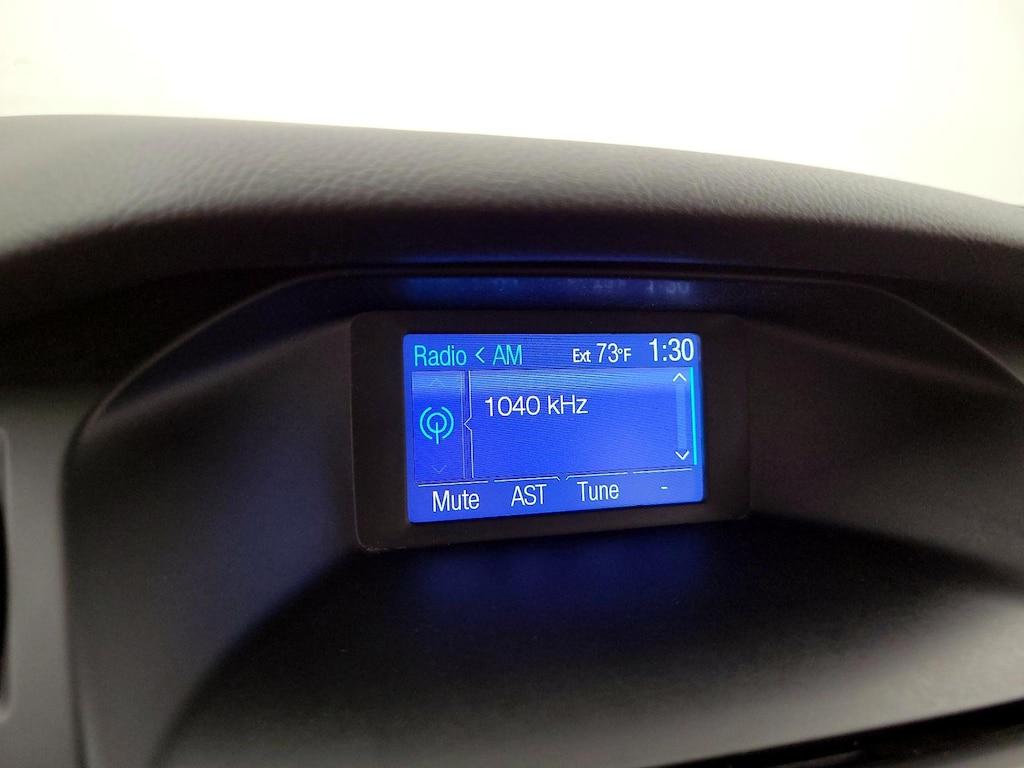 Radio < AM Ext 73°F 1:30
1040 kHz
Mute AST Tune -